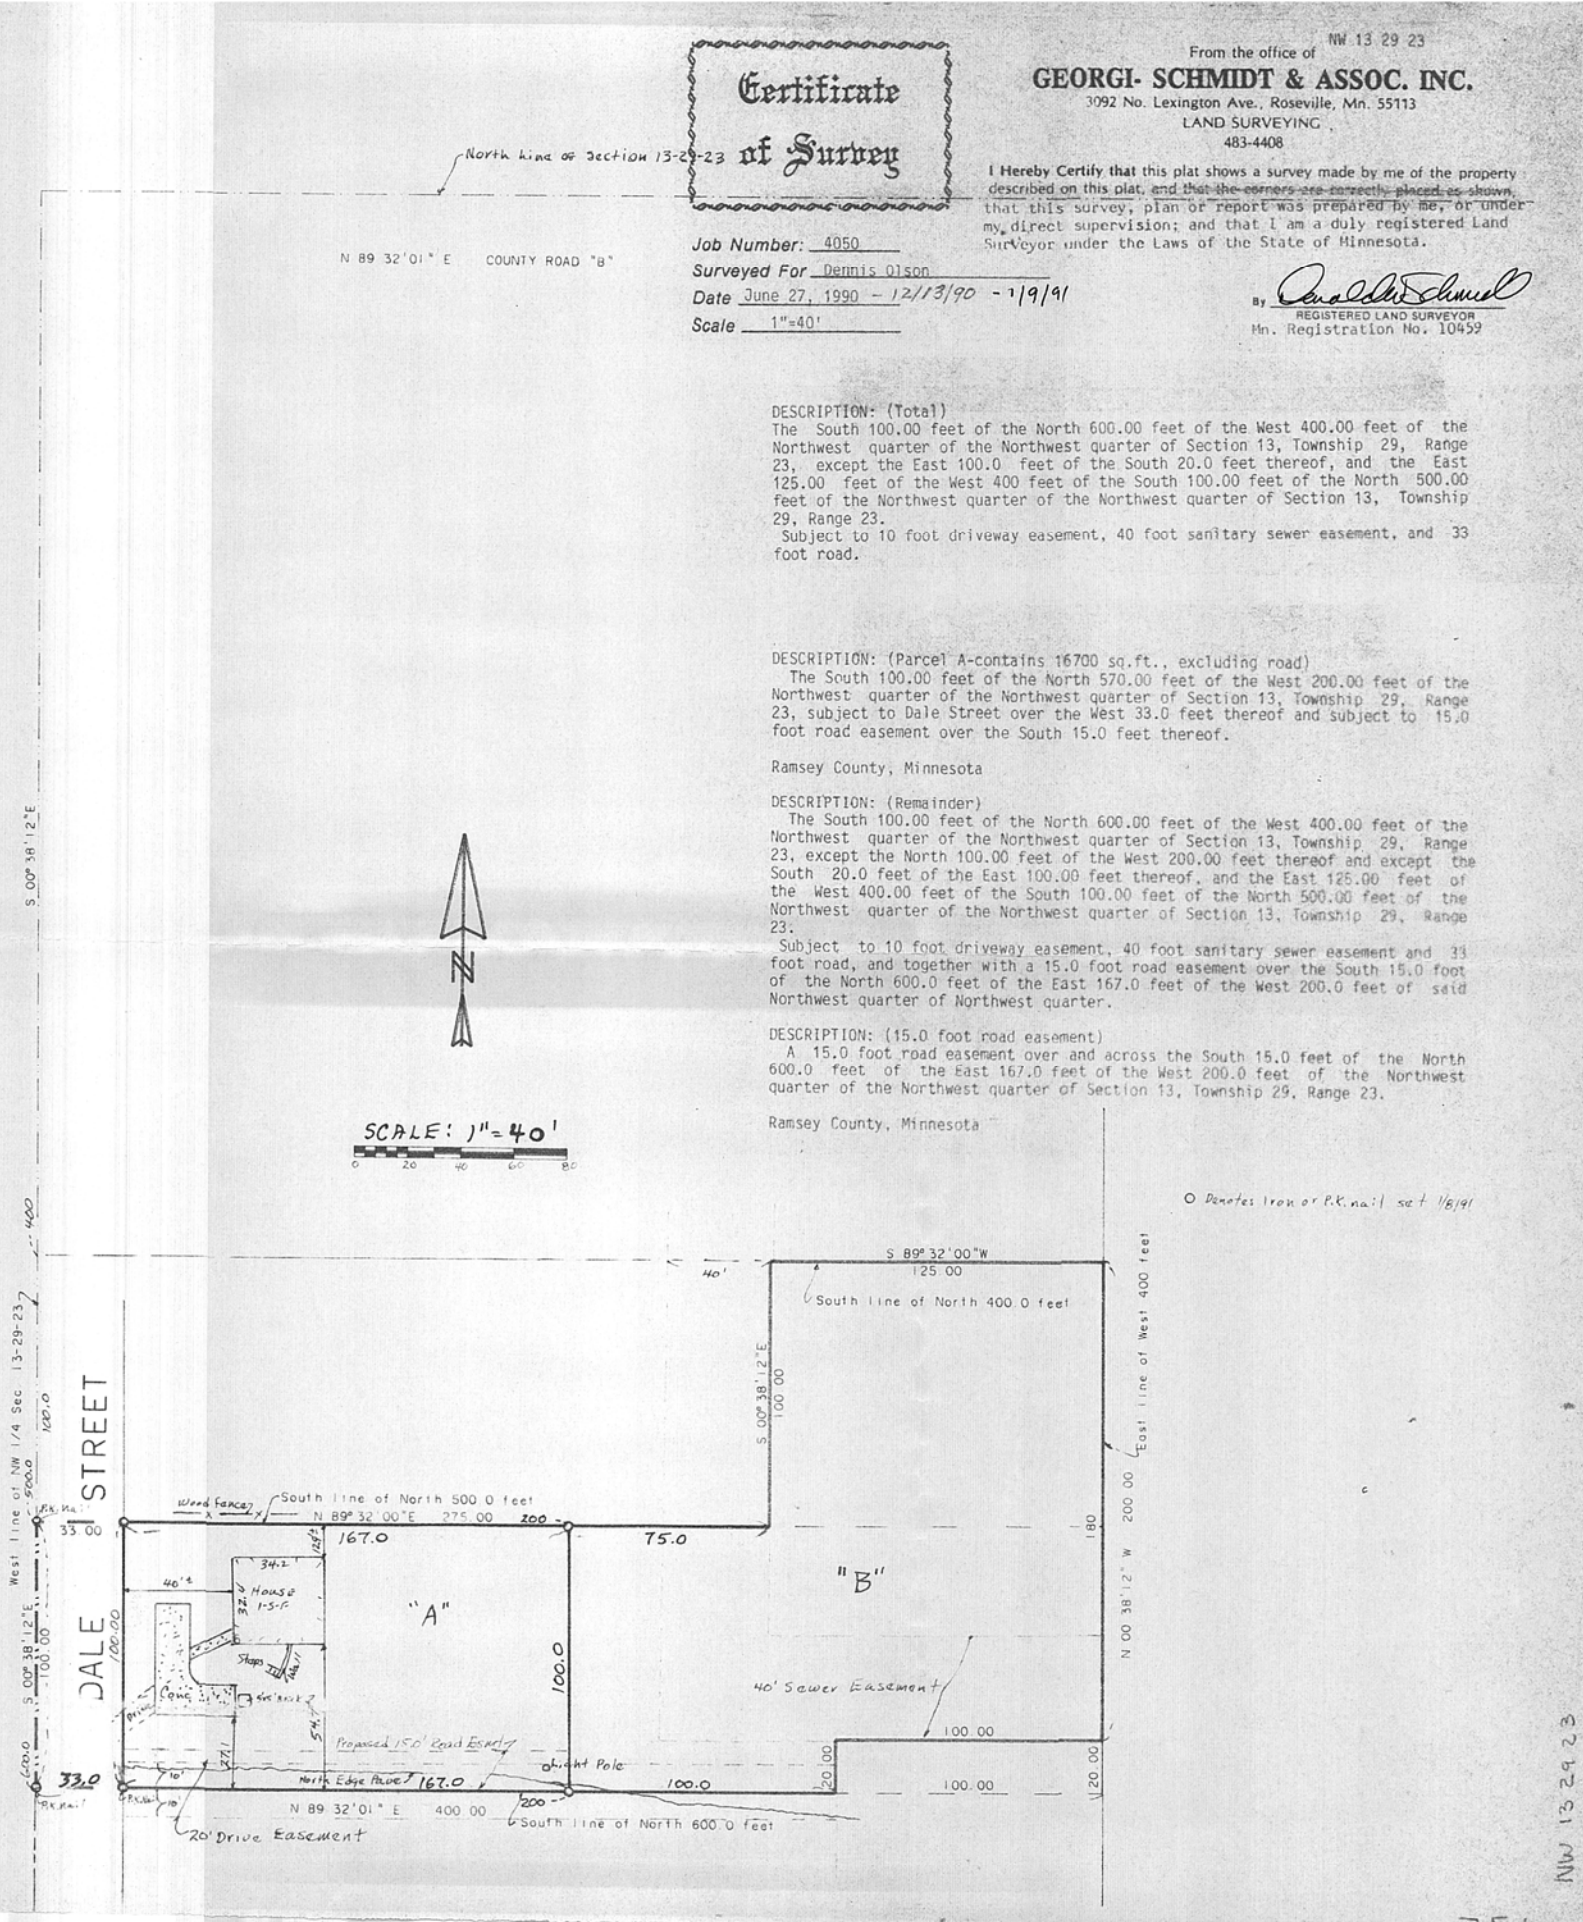 NW 13 29 23
Certificate
of Survey
From the office of
GEORGI- SCHMIDT & ASSOC. INC.
3092 No. Lexington Ave., Roseville, Mn. 55113
LAND SURVEYING
483-4408
I Hereby Certify that this plat shows a survey made by me of the property
described on this plat, and that the corners are correctly placed as shown,
that this survey, plan or report was prepared by me, or under
my direct supervision; and that I am a duly registered Land
Surveyor under the Laws of the State of Minnesota.
North Line of Section 13-29-23
N 89 32'01" E COUNTY ROAD "B"
Job Number: 4050
Surveyed For Dennis Olson
Date June 27, 1990 - 12/13/90 - 1/9/91
Scale 1"=40'
By
REGISTERED LAND SURVEYOR
Mn. Registration No. 10459
DESCRIPTION: (Total)
The South 100.00 feet of the North 600.00 feet of the West 400.00 feet of the
Northwest quarter of the Northwest quarter of Section 13, Township 29, Range
23, except the East 100.0 feet of the South 20.0 feet thereof, and the East
125.00 feet of the West 400 feet of the South 100.00 feet of the North 500.00
feet of the Northwest quarter of the Northwest quarter of Section 13, Township
29, Range 23.
Subject to 10 foot driveway easement, 40 foot sanitary sewer easement, and 33
foot road.
DESCRIPTION: (Parcel A-contains 16700 sq.ft., excluding road)
The South 100.00 feet of the North 570.00 feet of the West 200.00 feet of the
Northwest quarter of the Northwest quarter of Section 13, Township 29, Range
23, subject to Dale Street over the West 33.0 feet thereof and subject to 15.0
foot road easement over the South 15.0 feet thereof.
Ramsey County, Minnesota
DESCRIPTION: (Remainder)
The South 100.00 feet of the North 600.00 feet of the West 400.00 feet of the
Northwest quarter of the Northwest quarter of Section 13, Township 29, Range
23, except the North 100.00 feet of the West 200.00 feet thereof and except the
South 20.0 feet of the East 100.00 feet thereof, and the East 125.00 feet of
the West 400.00 feet of the South 100.00 feet of the North 500.00 feet of the
Northwest quarter of the Northwest quarter of Section 13, Township 29, Range
23.
Subject to 10 foot driveway easement, 40 foot sanitary sewer easement and 33
foot road, and together with a 15.0 foot road easement over the South 15.0 foot
of the North 600.0 feet of the East 167.0 feet of the West 200.0 feet of said
Northwest quarter of Northwest quarter.
DESCRIPTION: (15.0 foot road easement)
A 15.0 foot road easement over and across the South 15.0 feet of the North
600.0 feet of the East 167.0 feet of the West 200.0 feet of the Northwest
quarter of the Northwest quarter of Section 13, Township 29, Range 23.
Ramsey County, Minnesota
S 00°38'12"E
N
SCALE: 1"=40'
0 20 40 60 80
O Denotes Iron or P.K. nail set 1/8/91
400
S 89°32'00"W
125.00
40'
South line of North 400.0 feet
S 00°38'12"E
100.00
East line of West 400 feet
West line of NW 1/4 Sec 13-29-23
100.0
500.0
DALE STREET
P.K. Nail
33.00
Wood Fence
South line of North 500.0 feet
N 89°32'00"E 275.00 200
167.0
75.0
180
N 00 38'12" W 200.00
34.2
40'±
32.4
House
1-S-F
"A"
"B"
S 00°38'12"E
100.00
100.00
Steps
Wall
Conc
Drive
54.7
27.1
100.0
40' Sewer Easement
Proposed 15.0' Road Esmt
Light Pole
100.00
20.00
100.00
20.00
600.0
33.0
P.K. Nail
P.K. Nail
10'
10'
North Edge Pave
167.0
100.0
N 89 32'01" E 400.00
200
South line of North 600.0 feet
20' Drive Easement
NW 13 29 23